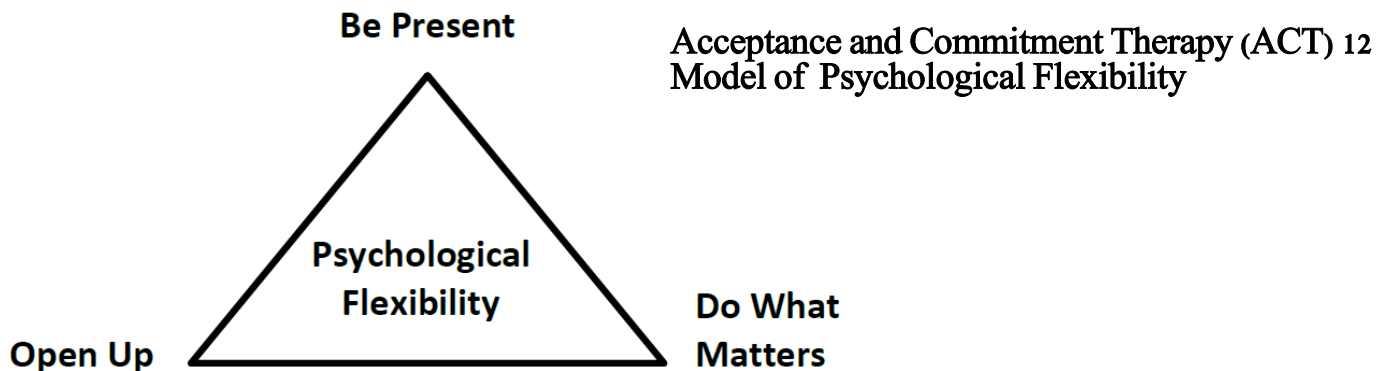 Be Present
Acceptance and Commitment Therapy (ACT) 12
Model of Psychological Flexibility
Psychological
Flexibility
Open Up
Do What
Matters